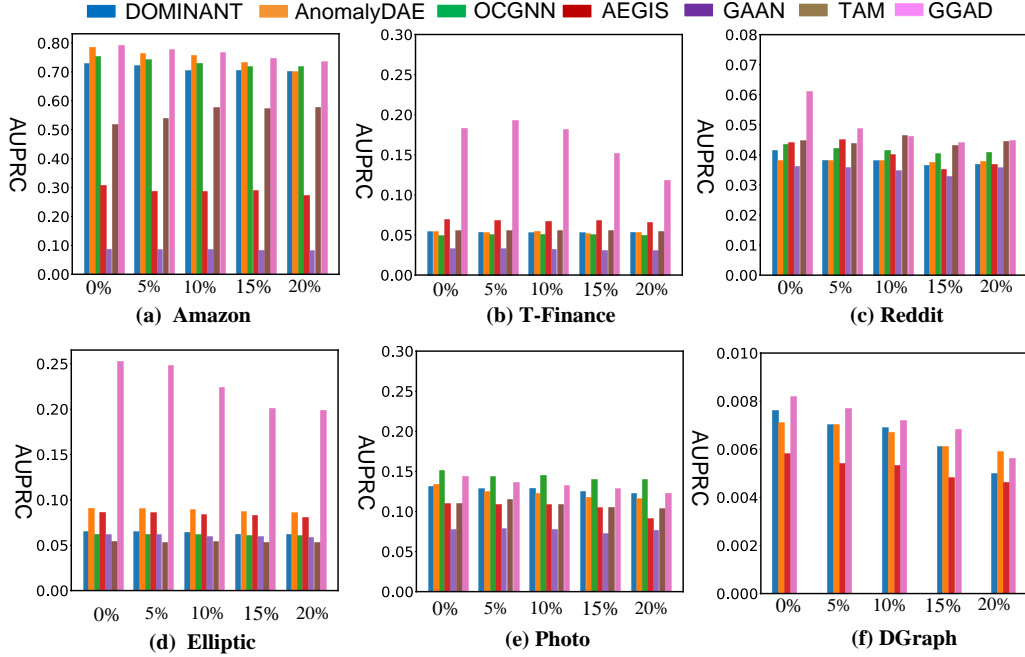 DOMINANT AnomalyDAE OCGNN AEGIS GAAN TAM GGAD
AUPRC
0.80
0.70
0.60
0.50
0.40
0.30
0.20
0.10
0.00
0% 5% 10% 15% 20%
(a) Amazon
AUPRC
0.30
0.25
0.20
0.15
0.10
0.05
0.00
0% 5% 10% 15% 20%
(b) T-Finance
AUPRC
0.08
0.07
0.06
0.05
0.04
0.03
0.02
0.01
0.00
0% 5% 10% 15% 20%
(c) Reddit
AUPRC
0.25
0.20
0.15
0.10
0.05
0.00
0% 5% 10% 15% 20%
(d) Elliptic
AUPRC
0.30
0.25
0.20
0.15
0.10
0.05
0.00
0% 5% 10% 15% 20%
(e) Photo
AUPRC
0.010
0.008
0.006
0.004
0.002
0.000
0% 5% 10% 15% 20%
(f) DGraph